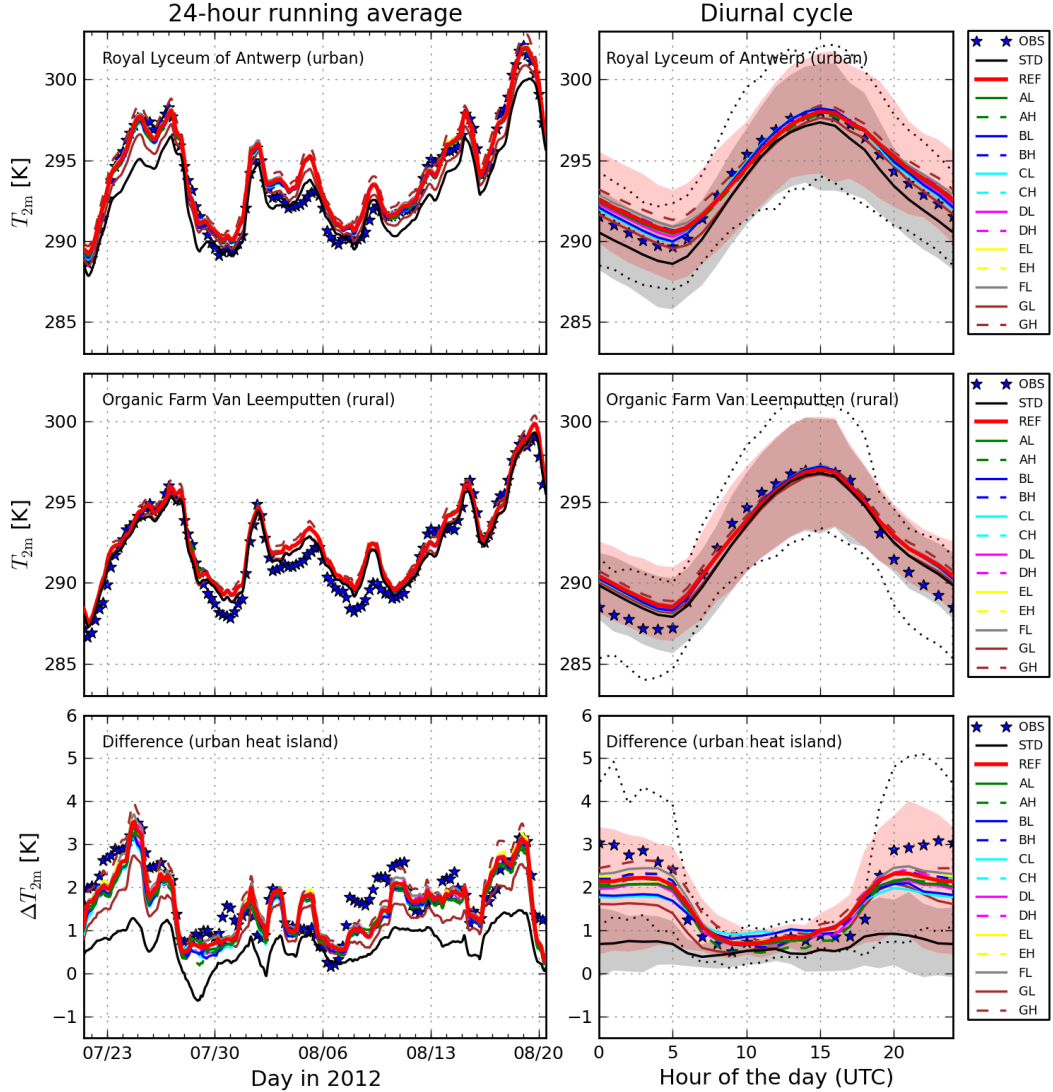 24-hour running average
Diurnal cycle
Royal Lyceum of Antwerp (urban)
Royal Lyceum of Antwerp (urban)
T2m [K]
300
295
290
285
OBS
STD
REF
AL
AH
BL
BH
CL
CH
DL
DH
EL
EH
FL
GL
GH
Organic Farm Van Leemputten (rural)
Organic Farm Van Leemputten (rural)
T2m [K]
300
295
290
285
OBS
STD
REF
AL
AH
BL
BH
CL
CH
DL
DH
EL
EH
FL
GL
GH
Difference (urban heat island)
Difference (urban heat island)
ΔT2m [K]
6
5
4
3
2
1
0
−1
OBS
STD
REF
AL
AH
BL
BH
CL
CH
DL
DH
EL
EH
FL
GL
GH
07/23 07/30 08/06 08/13 08/20
0 5 10 15 20
Day in 2012
Hour of the day (UTC)